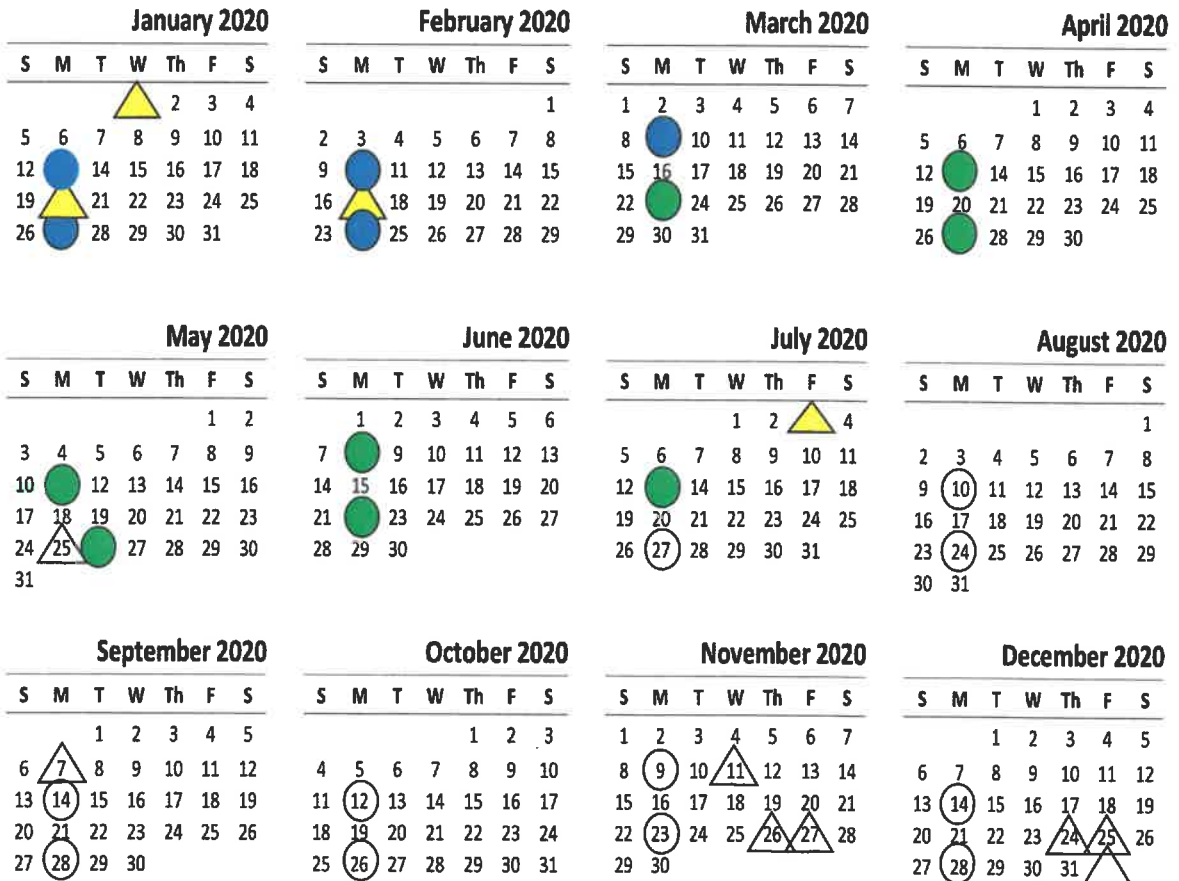 January 2020
S M T W Th F S
2 3 4
5 6 7 8 9 10 11
12 14 15 16 17 18
19 21 22 23 24 25
26 28 29 30 31
February 2020
S M T W Th F S
1
2 3 4 5 6 7 8
9 11 12 13 14 15
16 18 19 20 21 22
23 25 26 27 28 29
March 2020
S M T W Th F S
1 2 3 4 5 6 7
8 10 11 12 13 14
15 16 17 18 19 20 21
22 24 25 26 27 28
29 30 31
April 2020
S M T W Th F S
1 2 3 4
5 6 7 8 9 10 11
12 14 15 16 17 18
19 20 21 22 23 24 25
26 28 29 30
May 2020
S M T W Th F S
1 2
3 4 5 6 7 8 9
10 12 13 14 15 16
17 18 19 20 21 22 23
24 25 27 28 29 30
31
June 2020
S M T W Th F S
1 2 3 4 5 6
7 9 10 11 12 13
14 15 16 17 18 19 20
21 23 24 25 26 27
28 29 30
July 2020
S M T W Th F S
1 2 4
5 6 7 8 9 10 11
12 14 15 16 17 18
19 20 21 22 23 24 25
26 27 28 29 30 31
August 2020
S M T W Th F S
1
2 3 4 5 6 7 8
9 10 11 12 13 14 15
16 17 18 19 20 21 22
23 24 25 26 27 28 29
30 31
September 2020
S M T W Th F S
1 2 3 4 5
6 7 8 9 10 11 12
13 14 15 16 17 18 19
20 21 22 23 24 25 26
27 28 29 30
October 2020
S M T W Th F S
1 2 3
4 5 6 7 8 9 10
11 12 13 14 15 16 17
18 19 20 21 22 23 24
25 26 27 28 29 30 31
November 2020
S M T W Th F S
1 2 3 4 5 6 7
8 9 10 11 12 13 14
15 16 17 18 19 20 21
22 23 24 25 26 27 28
29 30
December 2020
S M T W Th F S
1 2 3 4 5
6 7 8 9 10 11 12
13 14 15 16 17 18 19
20 21 22 23 24 25 26
27 28 29 30 31